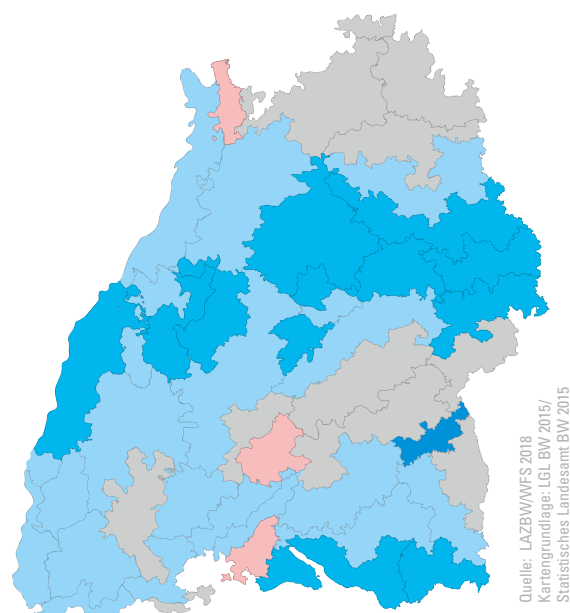 Quelle: LAZBW/WFS 2018
Kartengrundlage: LGL BW 2015/
Statistisches Landesamt BW 2015